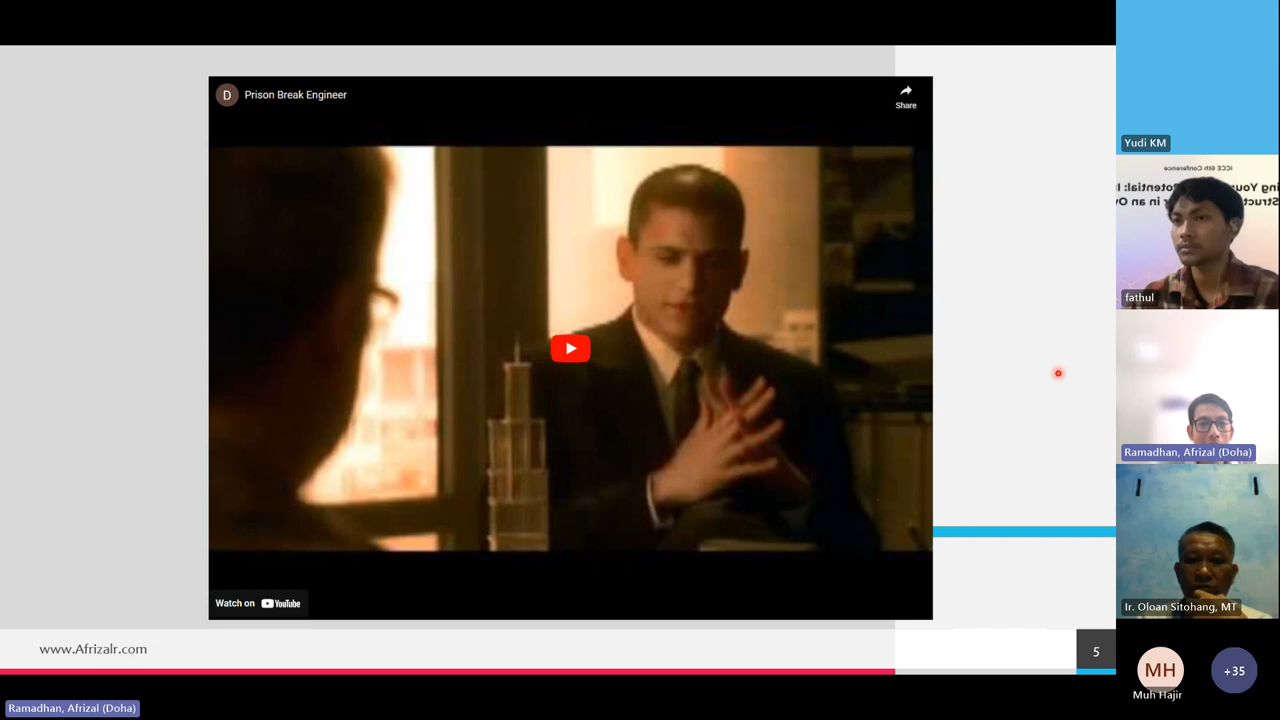 D
Prison Break Engineer
Share
Watch on YouTube
www.Afrizalr.com
5
Ramadhan, Afrizal (Doha)
Yudi KM
ICCE 6th Conference
fathul
Ramadhan, Afrizal (Doha)
Ir. Oloan Sitohang, MT
MH
Muh Hajir
+35